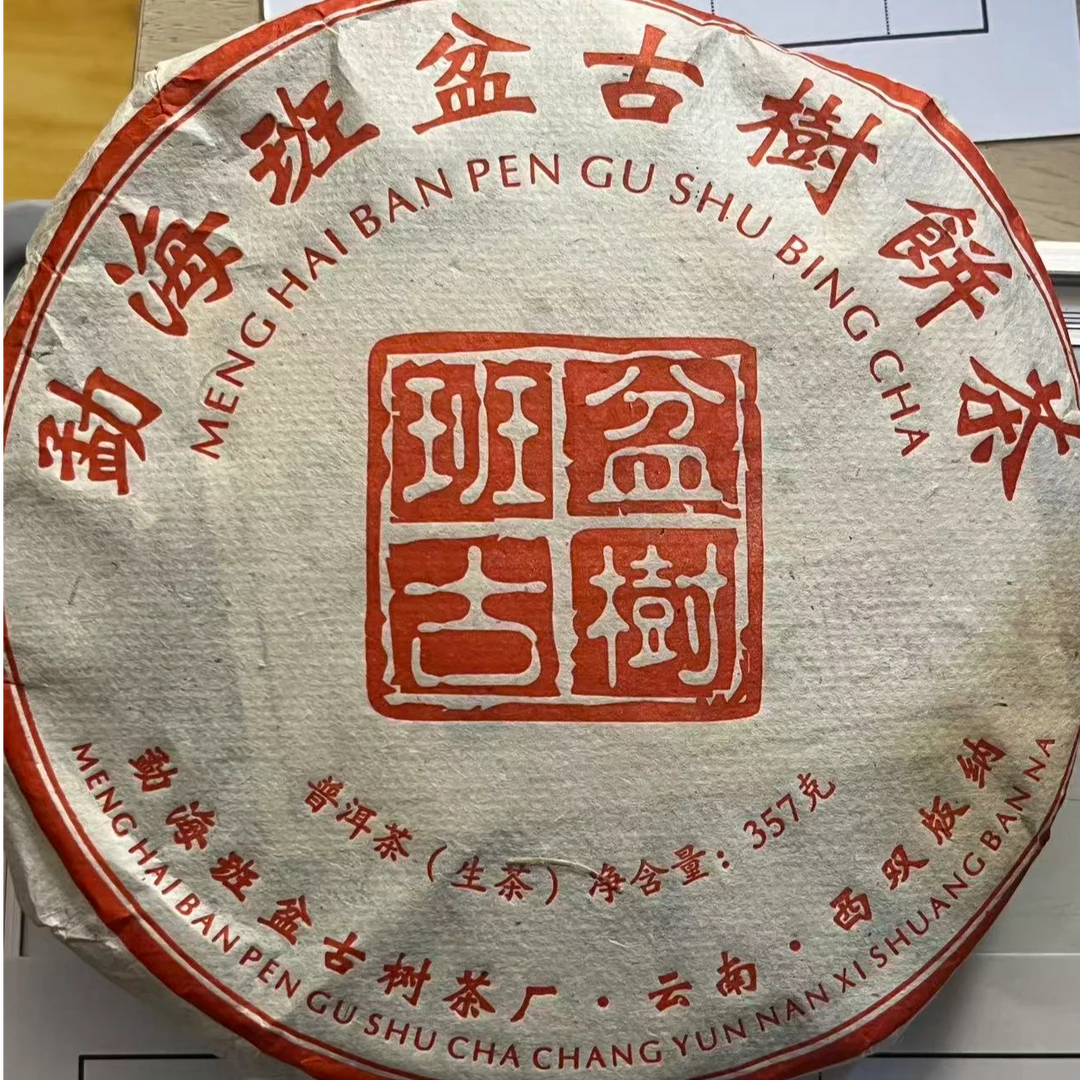 勐海班盆古樹餅茶
MENG HAI BAN PEN GU SHU BING CHA
班盆
古樹
普洱茶（生茶）净含量：357克
勐海班盆古树茶厂·云南·西双版纳
MENG HAI BAN PEN GU SHU CHA CHANG YUN NAN XI SHUANG BAN NA